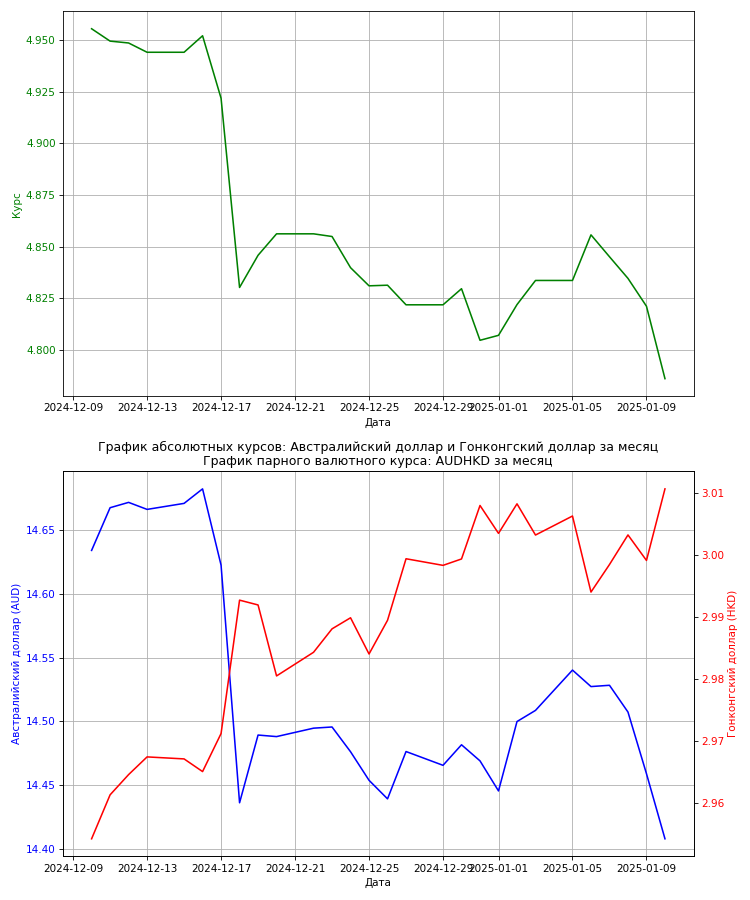 4.950
4.925
4.900
4.875
4.850
4.825
4.800
Курс
2024-12-09 2024-12-13 2024-12-17 2024-12-21 2024-12-25 2024-12-29 2025-01-01 2025-01-05 2025-01-09
Дата
График абсолютных курсов: Австралийский доллар и Гонконгский доллар за месяц
График парного валютного курса: AUDHKD за месяц
14.65
14.60
14.55
14.50
14.45
14.40
Австралийский доллар (AUD)
3.01
3.00
2.99
2.98
2.97
2.96
Гонконгский доллар (HKD)
2024-12-09 2024-12-13 2024-12-17 2024-12-21 2024-12-25 2024-12-29 2025-01-01 2025-01-05 2025-01-09
Дата